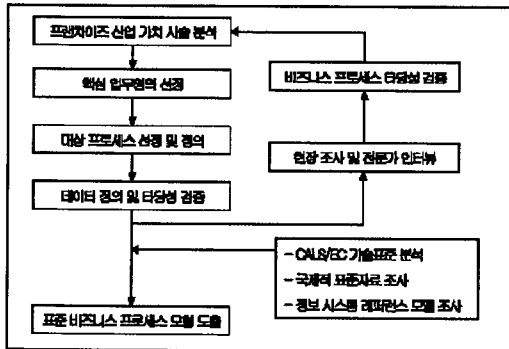 프랜차이즈 산업 가치 사슬 분석
핵심 업무영역 선정
대상 프로세스 선정 및 정의
데이터 정의 및 타당성 검증
비즈니스 프로세스 타당성 검증
현장 조사 및 전문가 인터뷰
- CALS/EC 기술표준 분석
- 국제적 표준자료 조사
- 정보 시스템 레퍼런스 모델 조사
표준 비즈니스 프로세스 모형 도출